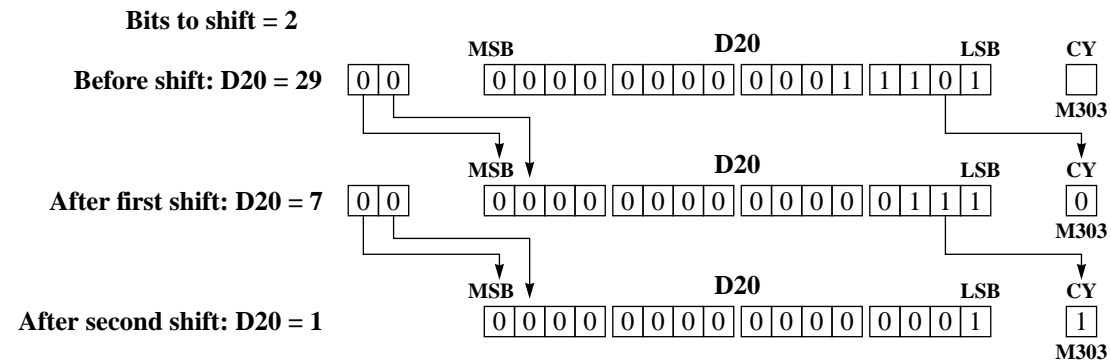 Bits to shift = 2
MSB D20 LSB CY
Before shift: D20 = 29 0 0 0 0 0 0 0 0 0 0 0 0 0 1 1 1 0 1
M303
MSB D20 LSB CY
After first shift: D20 = 7 0 0 0 0 0 0 0 0 0 0 0 0 0 0 0 1 1 1 0
M303
MSB D20 LSB CY
After second shift: D20 = 1 0 0 0 0 0 0 0 0 0 0 0 0 0 0 0 1 1
M303